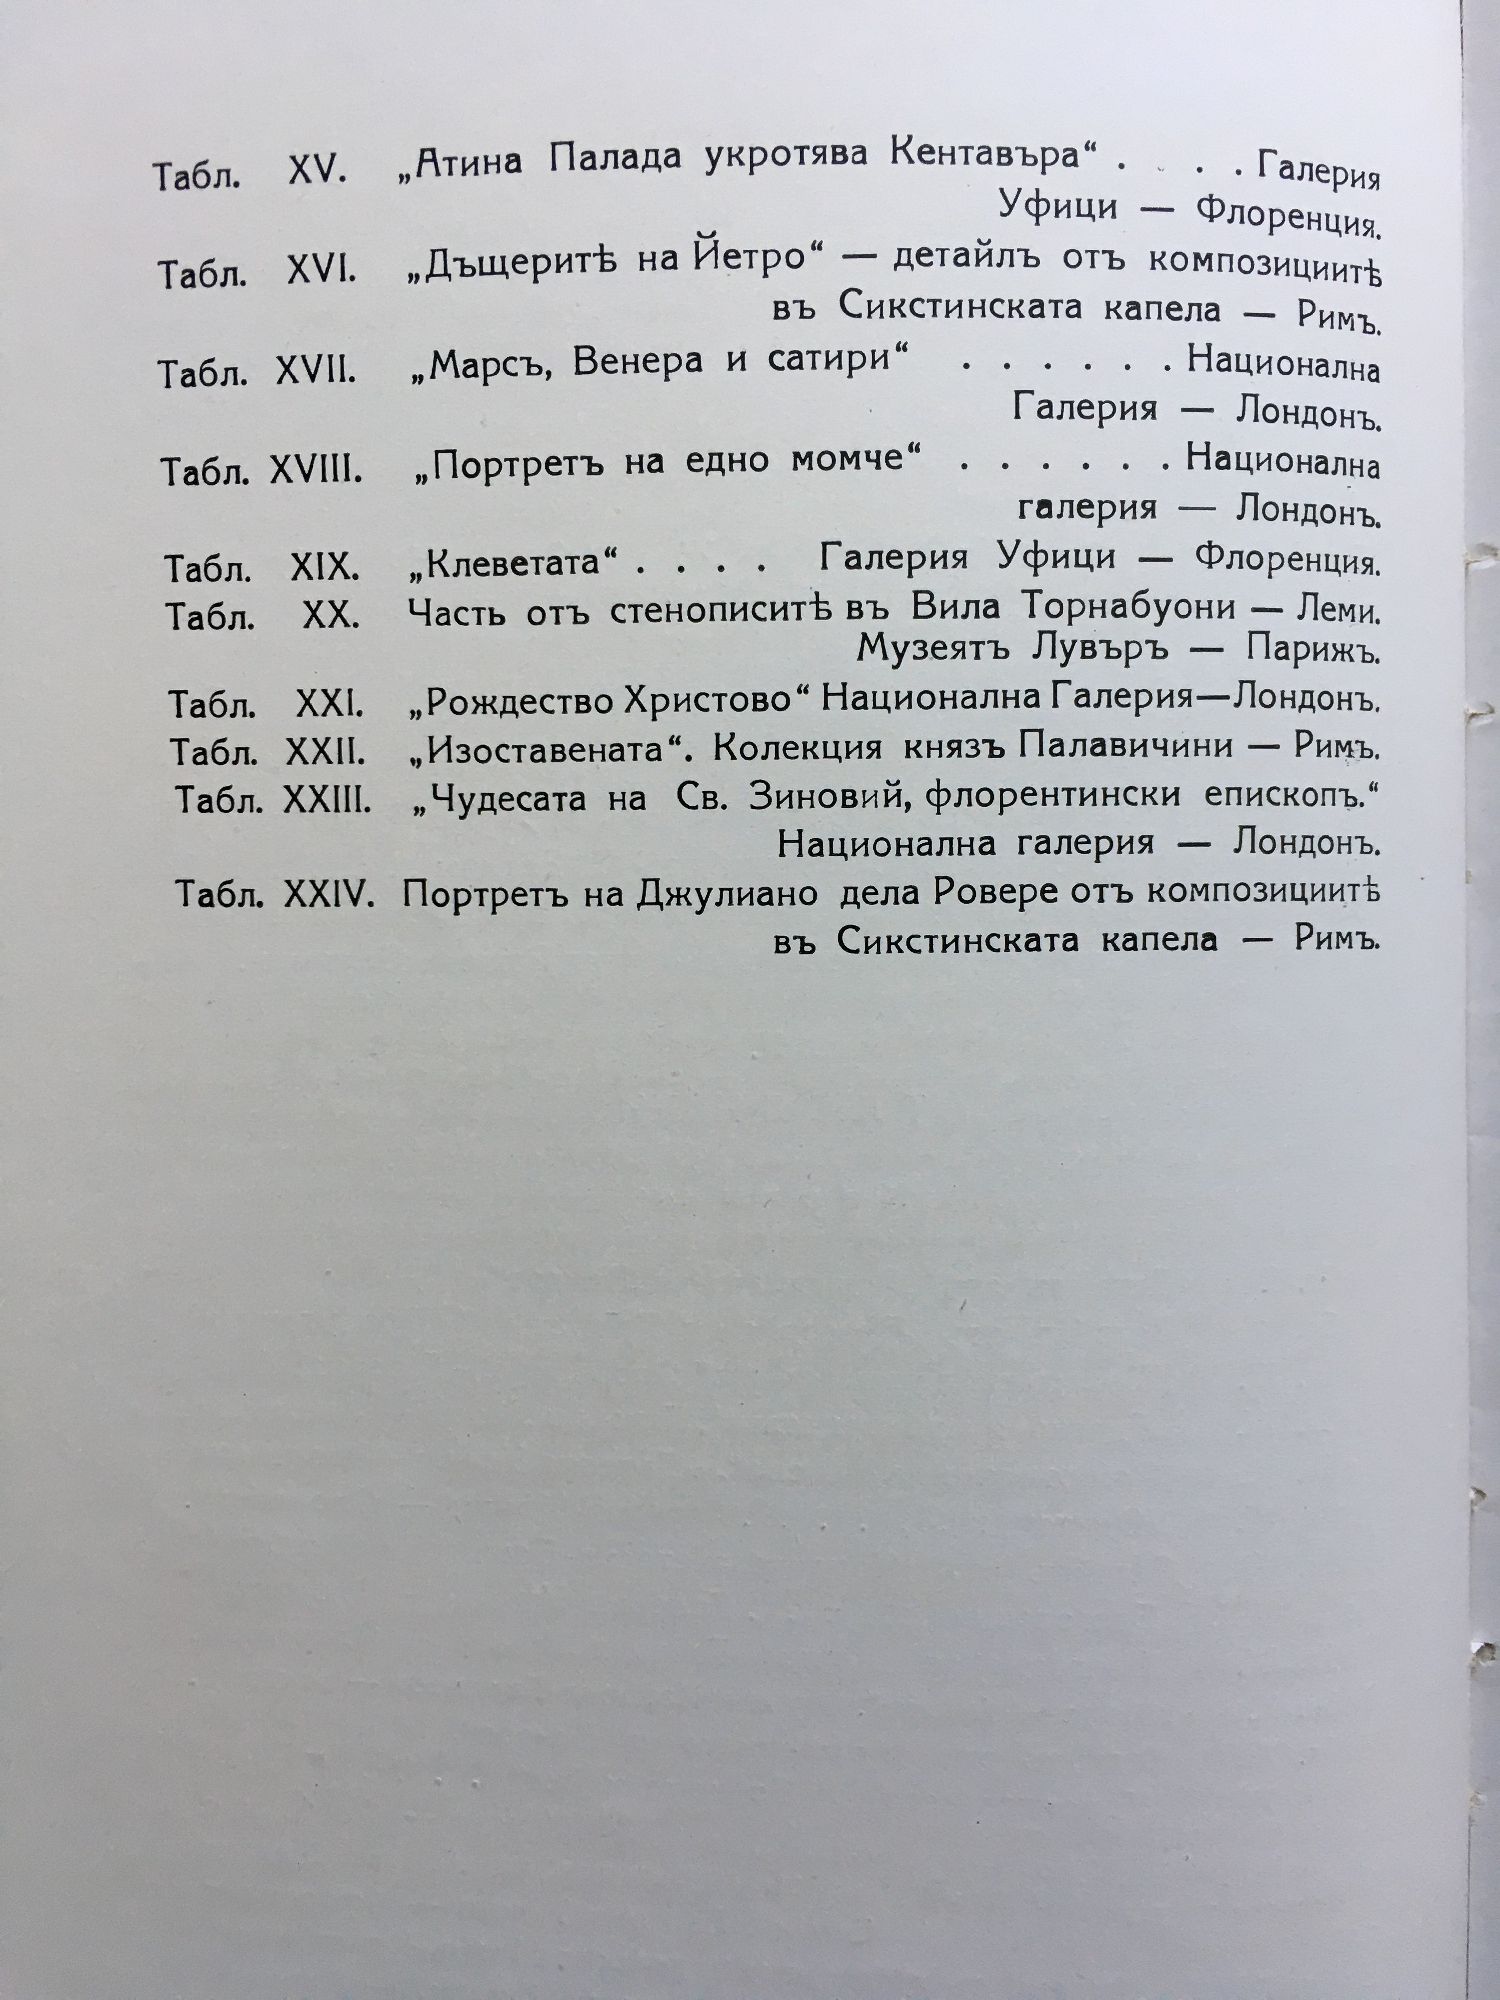 Табл. XV. „Атина Палада укротява Кентавъра“ . . . . Галерия
Уфици — Флоренция.
Табл. XVI. „Дъщеритѣ на Йетро“ — детайлъ отъ композициитѣ
въ Сикстинската капела — Римъ.
Табл. XVII. „Марсъ, Венера и сатири“ . . . . . . Национална
Галерия — Лондонъ.
Табл. XVIII. „Портретъ на едно момче“ . . . . . . Национална
галерия — Лондонъ.
Табл. XIX. „Клеветата“ . . . . Галерия Уфици — Флоренция.
Табл. XX. Часть отъ стенописитѣ въ Вила Торнабуони — Леми.
Музеятъ Лувъръ — Парижъ.
Табл. XXI. „Рождество Христово“ Национална Галерия—Лондонъ.
Табл. XXII. „Изоставената“. Колекция князъ Палавичини — Римъ.
Табл. XXIII. „Чудесата на Св. Зиновий, флорентински епископъ.“
Национална галерия — Лондонъ.
Табл. XXIV. Портретъ на Джулиано дела Ровере отъ композициитѣ
въ Сикстинската капела — Римъ.